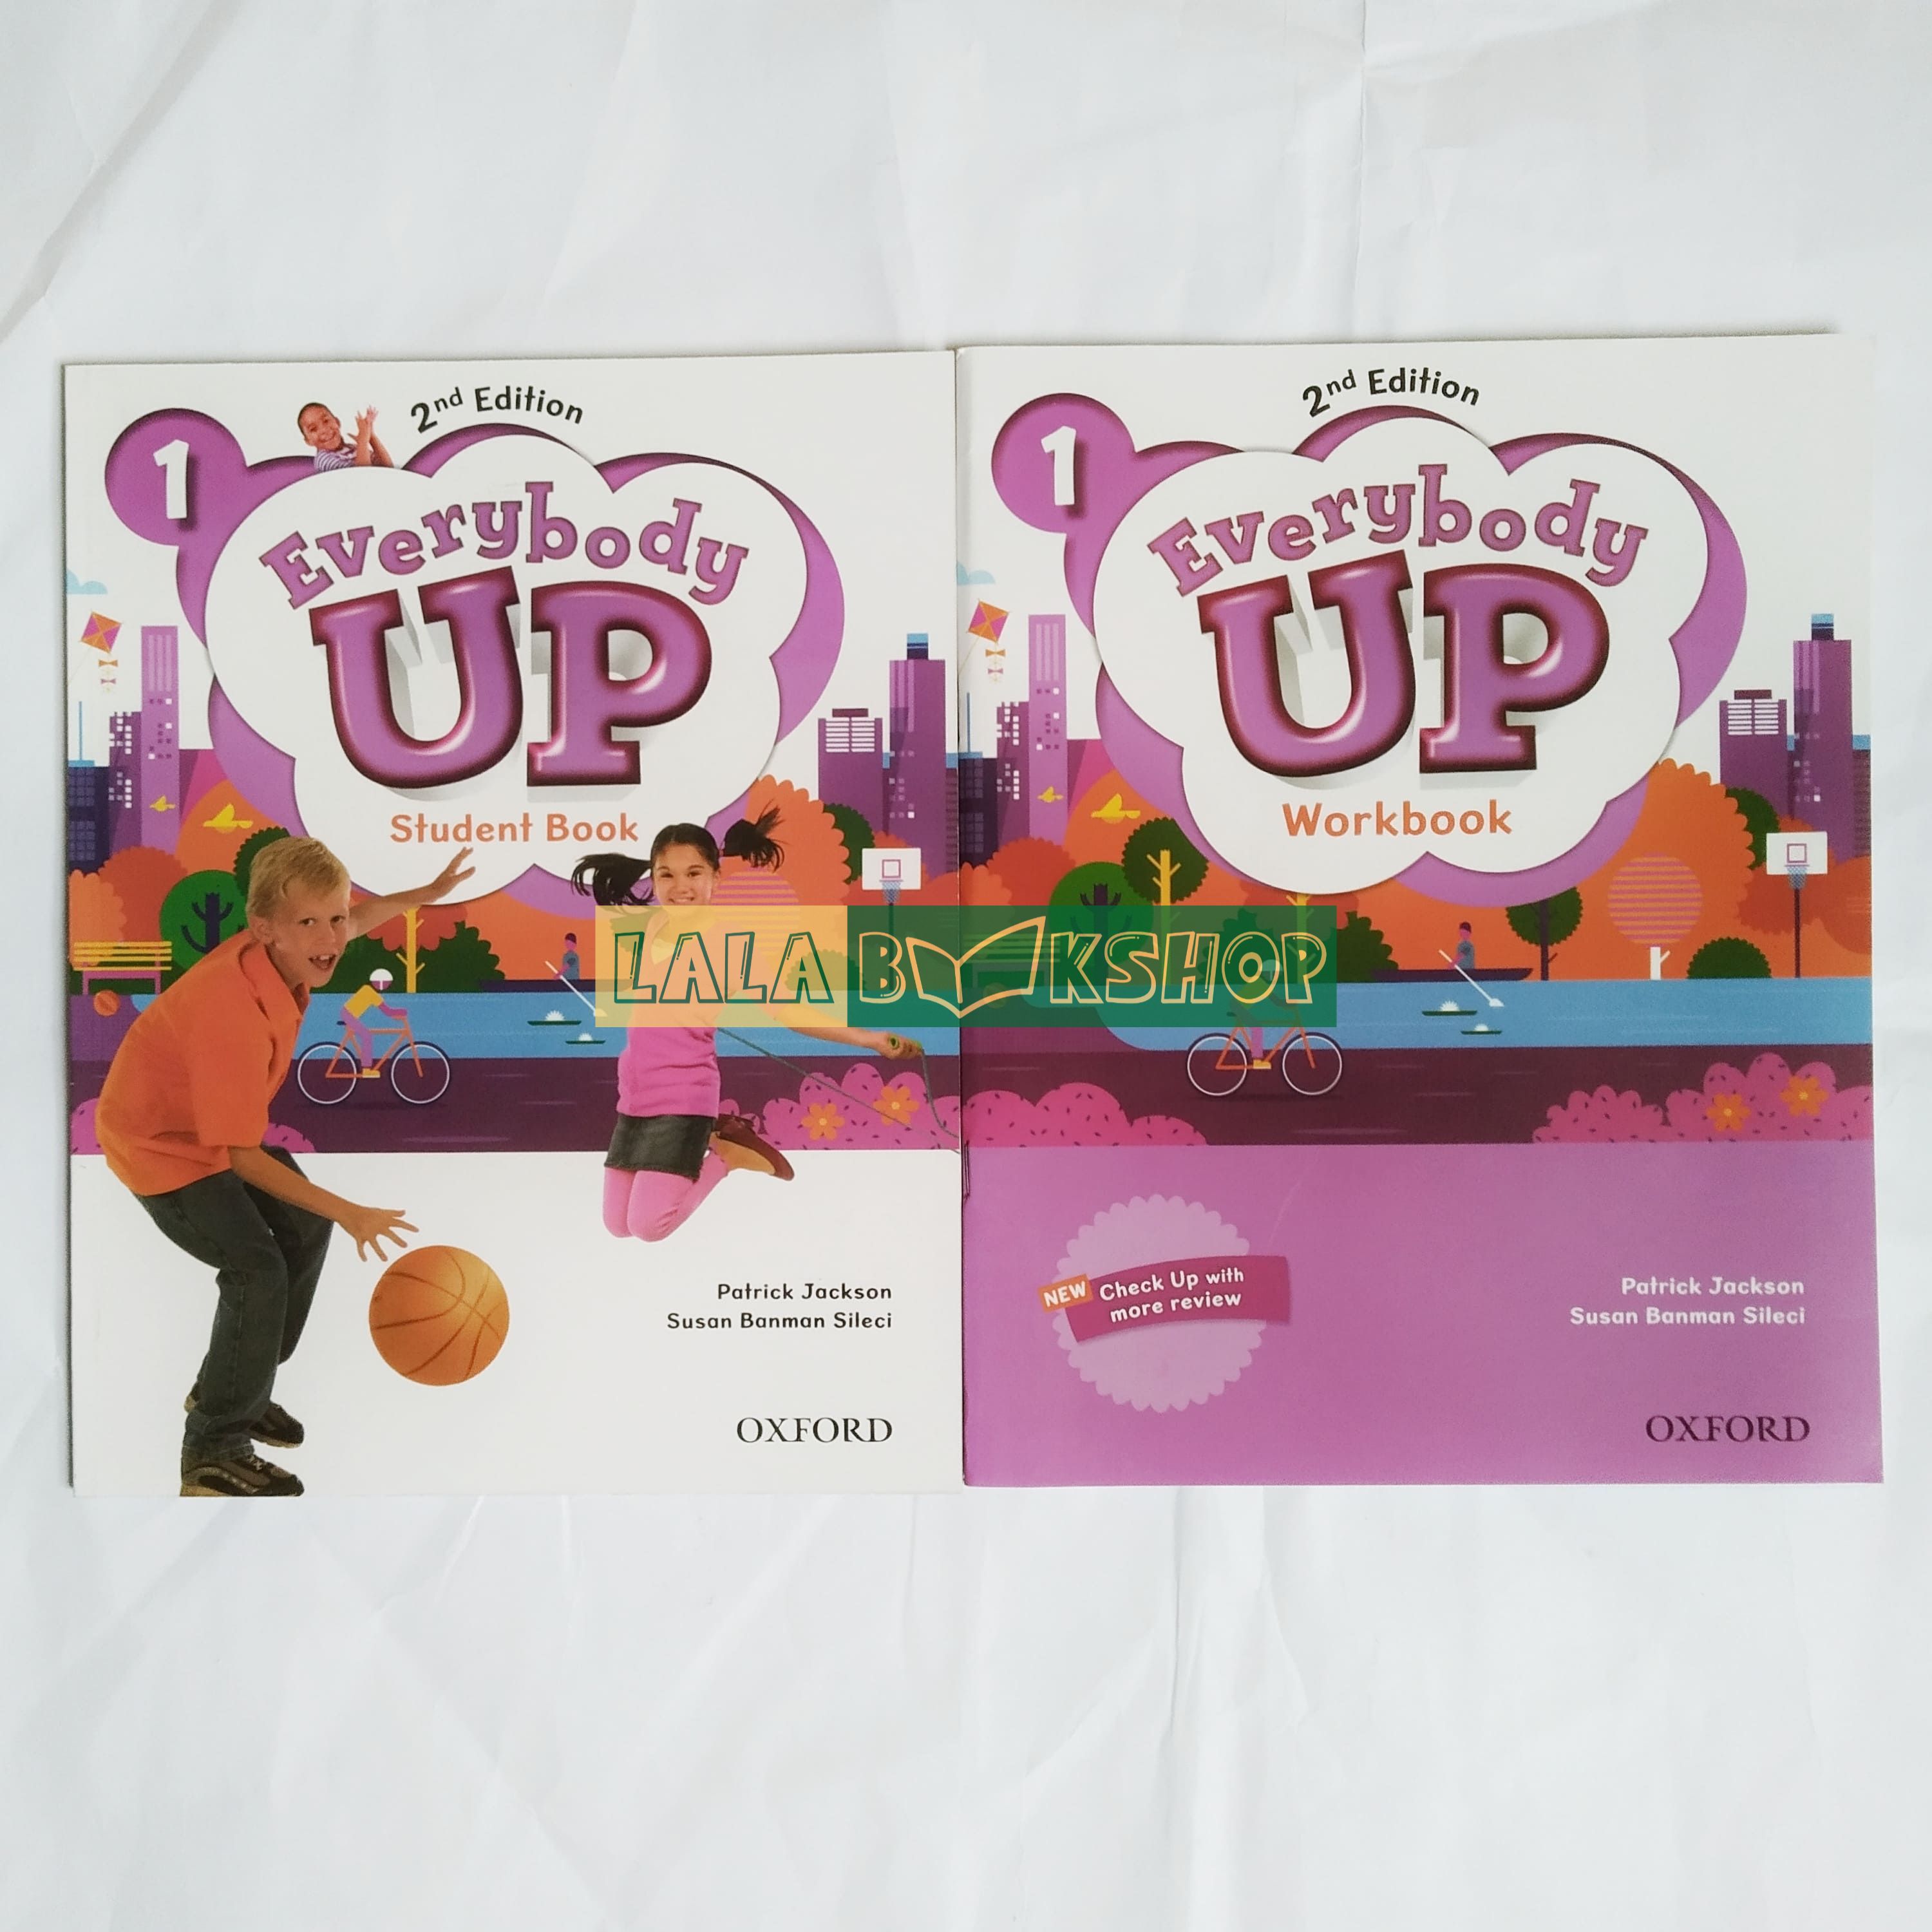 2nd Edition
1
Everybody
UP
Student Book
Patrick Jackson
Susan Banman Sileci
OXFORD
2nd Edition
1
Everybody
UP
Workbook
NEW Check Up with
more review
Patrick Jackson
Susan Banman Sileci
OXFORD
LALA BOOKSHOP